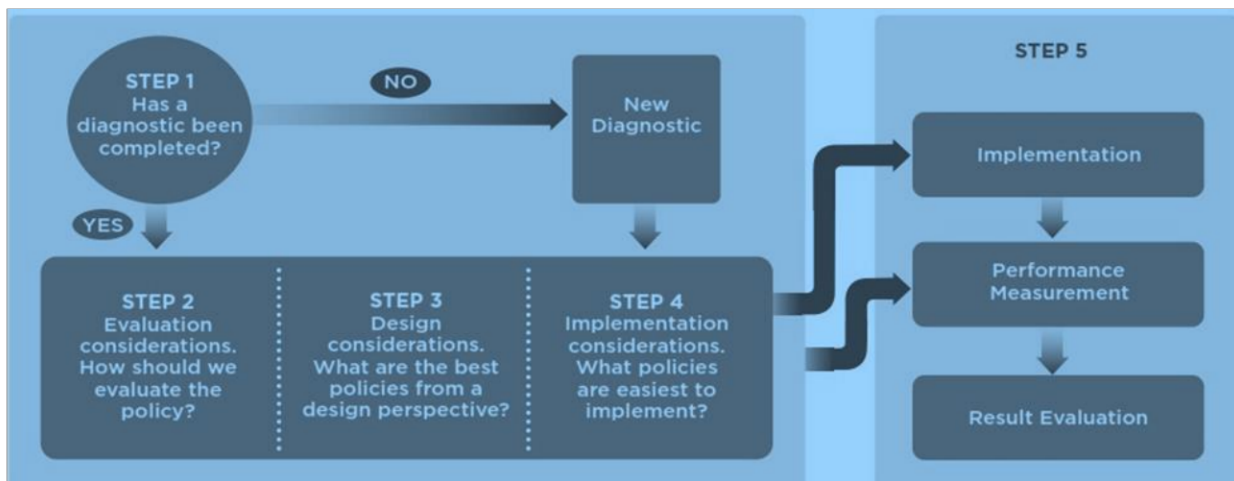 STEP 1
Has a
diagnostic been
completed?
NO
New
Diagnostic
YES
STEP 2
Evaluation
considerations.
How should we
evaluate the
policy?
STEP 3
Design
considerations.
What are the best
policies from a
design perspective?
STEP 4
Implementation
considerations.
What policies
are easiest to
implement?
STEP 5
Implementation
Performance
Measurement
Result Evaluation